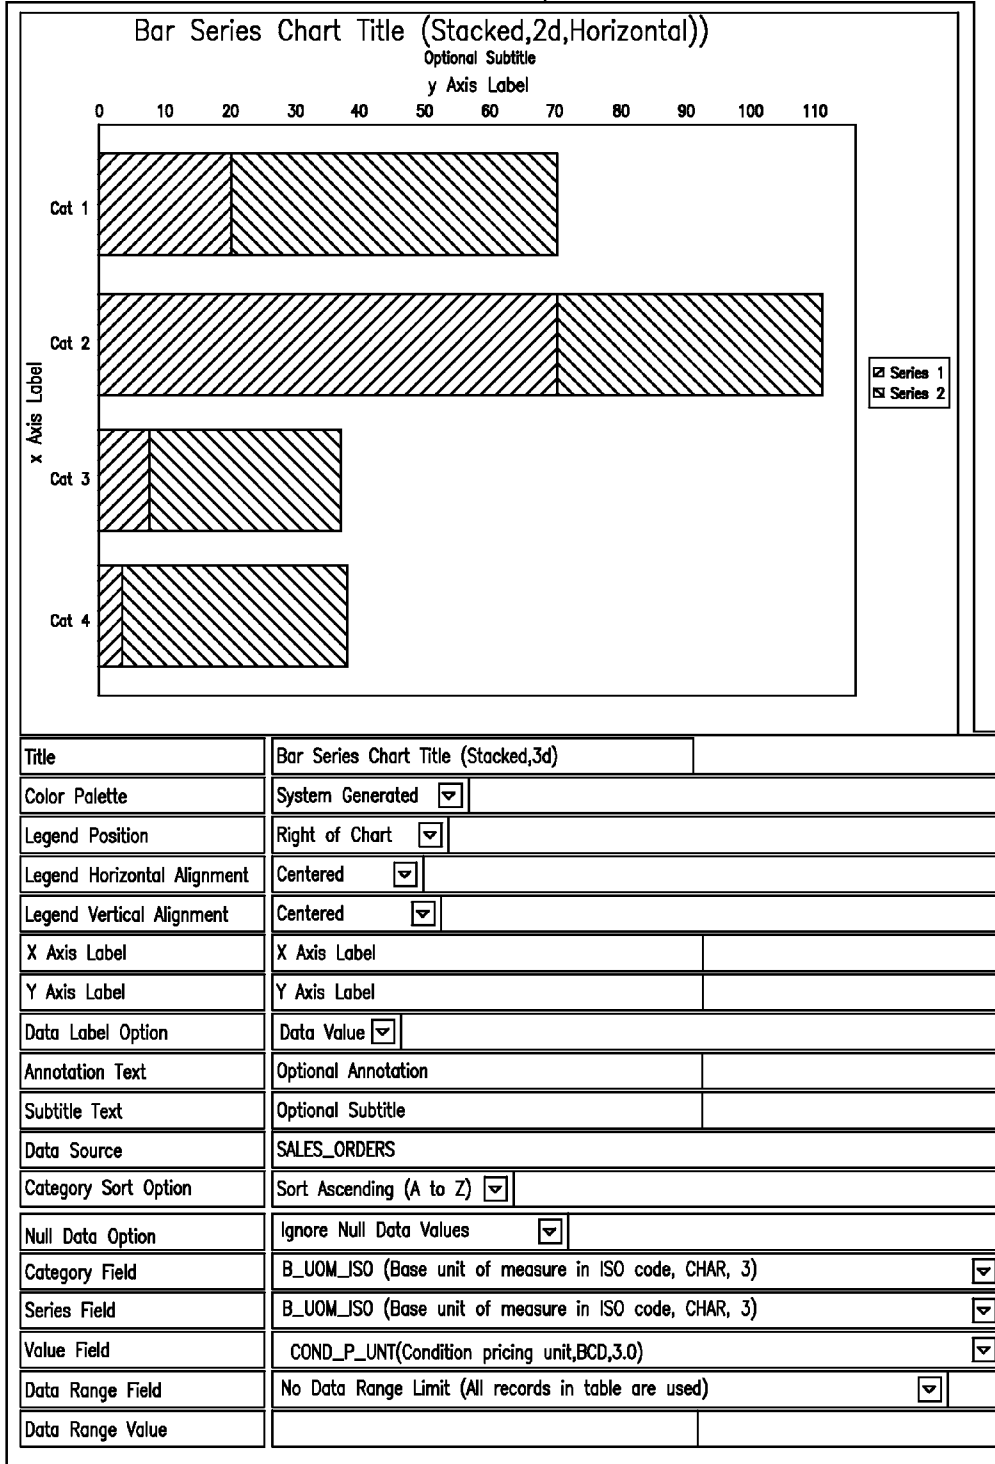 Bar Series Chart Title (Stacked,2d,Horizontal))
Optional Subtitle
y Axis Label
0 10 20 30 40 50 60 70 80 90 100 110
Cat 1
Cat 2
Cat 3
Cat 4
x Axis Label
Series 1
Series 2
Title Bar Series Chart Title (Stacked,3d)
Color Palette System Generated
Legend Position Right of Chart
Legend Horizontal Alignment Centered
Legend Vertical Alignment Centered
X Axis Label X Axis Label
Y Axis Label Y Axis Label
Data Label Option Data Value
Annotation Text Optional Annotation
Subtitle Text Optional Subtitle
Data Source SALES_ORDERS
Category Sort Option Sort Ascending (A to Z)
Null Data Option Ignore Null Data Values
Category Field B_UOM_ISO (Base unit of measure in ISO code, CHAR, 3)
Series Field B_UOM_ISO (Base unit of measure in ISO code, CHAR, 3)
Value Field COND_P_UNT(Condition pricing unit,BCD,3.0)
Data Range Field No Data Range Limit (All records in table are used)
Data Range Value